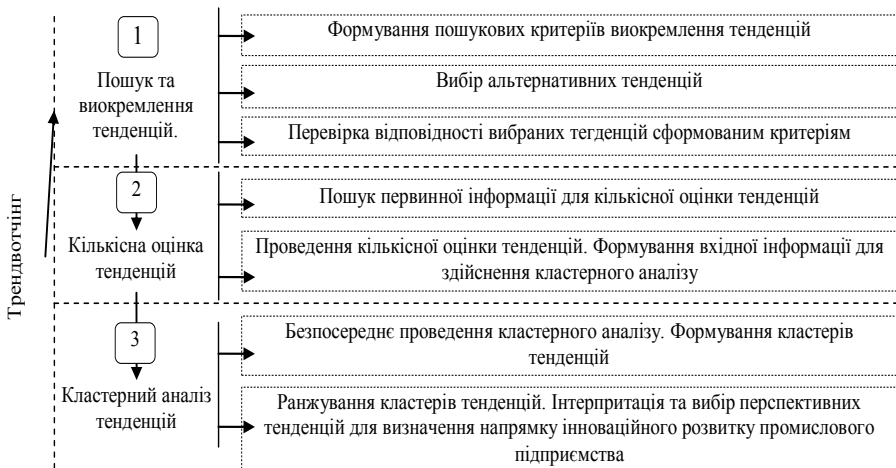 Трендвотчінг
1
Пошук та
виокремлення
тенденцій.
Формування пошукових критеріїв виокремлення тенденцій
Вибір альтернативних тенденцій
Перевірка відповідності вибраних тегденцій сформованим критеріям
2
Кількісна оцінка
тенденцій
Пошук первинної інформації для кількісної оцінки тенденцій
Проведення кількісної оцінки тенденцій. Формування вхідної інформації для
здійснення кластерного аналізу
3
Кластерний аналіз
тенденцій
Безпосереднє проведення кластерного аналізу. Формування кластерів
тенденцій
Ранжування кластерів тенденцій. Інтерпритація та вибір перспективних
тенденцій для визначення напрямку інноваційного розвитку промислового
підприємства